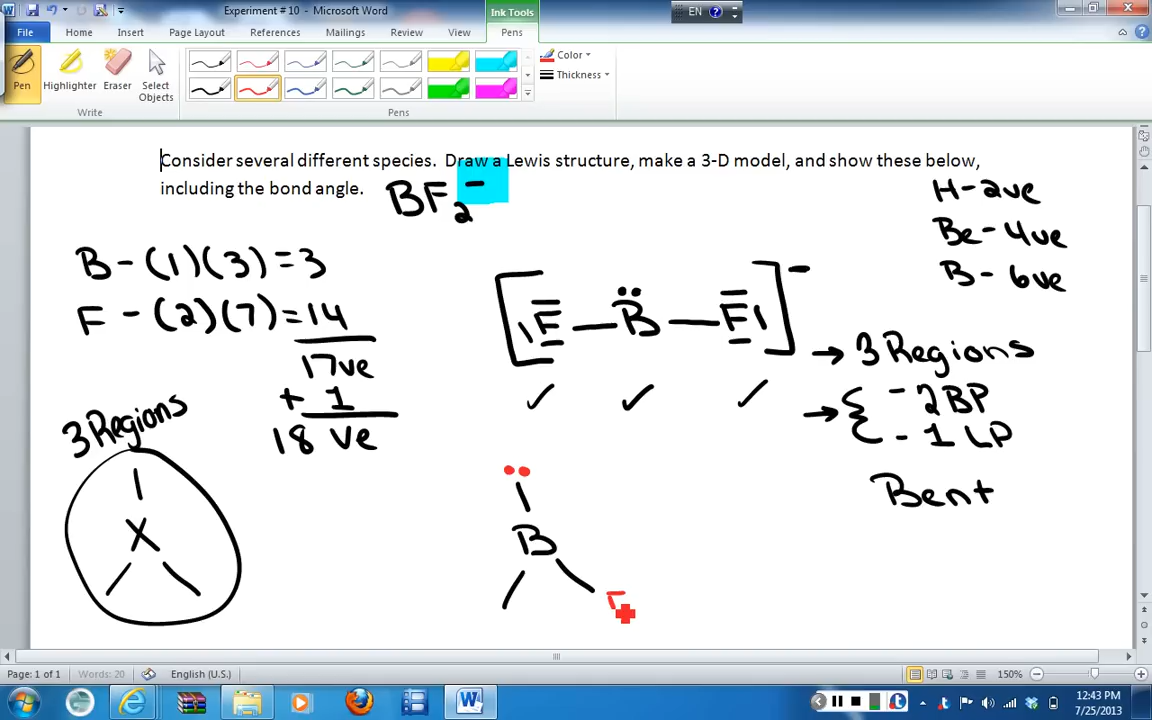 Experiment # 10 - Microsoft Word
Ink Tools
EN
File
Home
Insert
Page Layout
References
Mailings
Review
View
Pens
Pen
Highlighter
Eraser
Select Objects
Color
Thickness
Write
Pens
Consider several different species. Draw a Lewis structure, make a 3-D model, and show these below,
including the bond angle.
BF2−
H-2ve
Be-4ve
B-6ve
B-(1)(3)=3
F-(2)(7)=14
17ve
+ 1
18 ve
[F—B—F]−
→ 3 Regions
→ { - 2BP
- 1 LP
Bent
3 Regions
X
B
Page: 1 of 1
Words: 20
English (U.S.)
150%
12:43 PM
7/25/2013